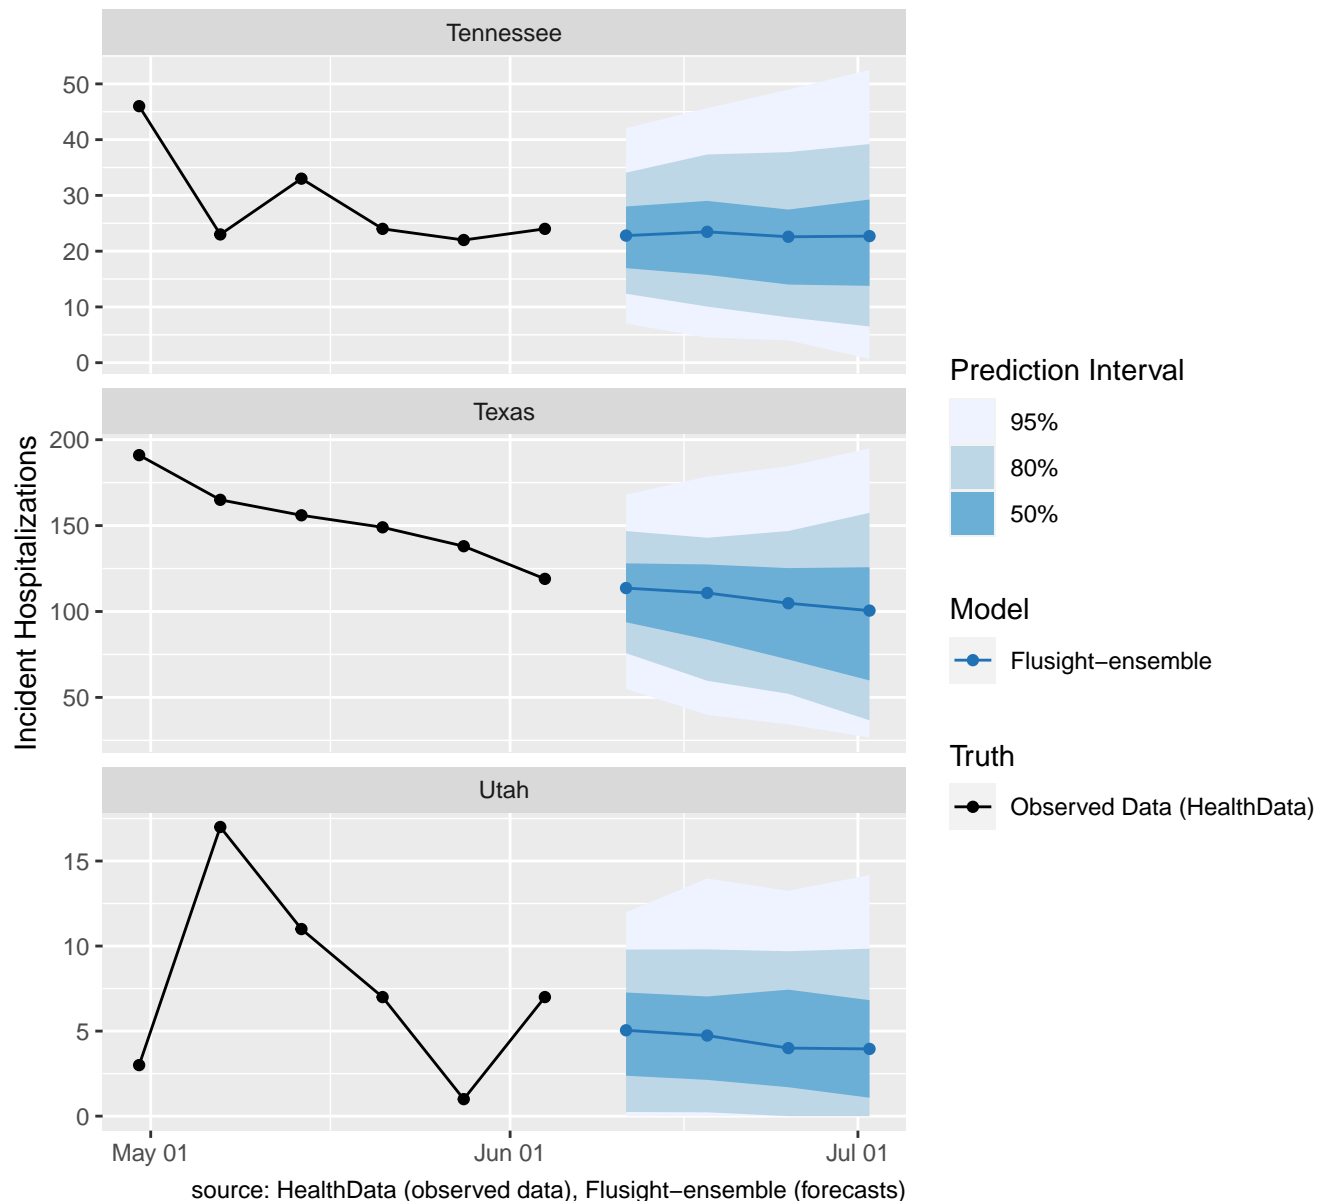 Tennessee
50
40
30
20
10
0
Texas
200
150
100
50
Utah
15
10
5
0
May 01
Jun 01
Jul 01
Incident Hospitalizations
source: HealthData (observed data), Flusight−ensemble (forecasts)
Prediction Interval
95%
80%
50%
Model
Flusight−ensemble
Truth
Observed Data (HealthData)